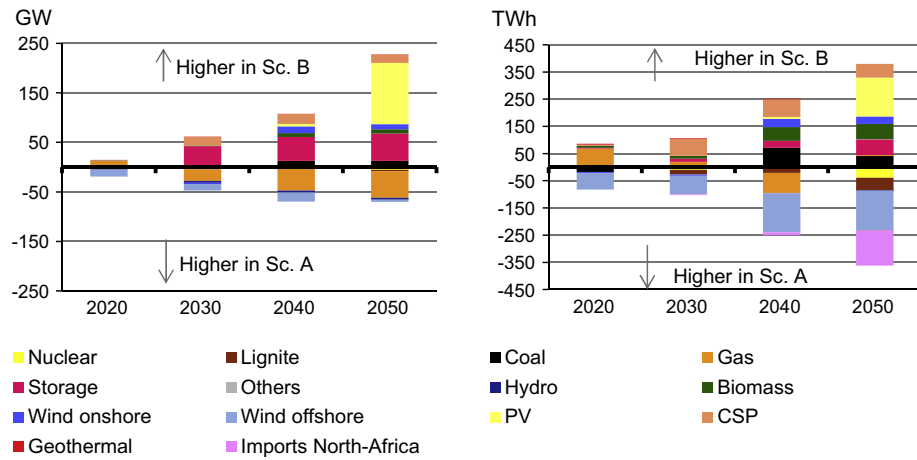 GW
250
150
50
-50
-150
-250
Higher in Sc. B
Higher in Sc. A
2020 2030 2040 2050
TWh
450
350
250
150
50
-50
-150
-250
-350
-450
Higher in Sc. B
Higher in Sc. A
2020 2030 2040 2050
Nuclear Lignite Coal Gas
Storage Others Hydro Biomass
Wind onshore Wind offshore PV CSP
Geothermal Imports North-Africa